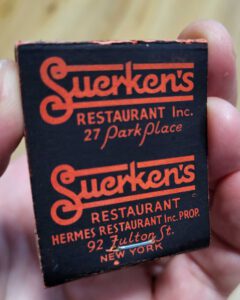 Suerken's
RESTAURANT Inc.
27 Park Place
Suerken's
RESTAURANT
HERMES RESTAURANT Inc. PROP.
92 Fulton St.
NEW YORK